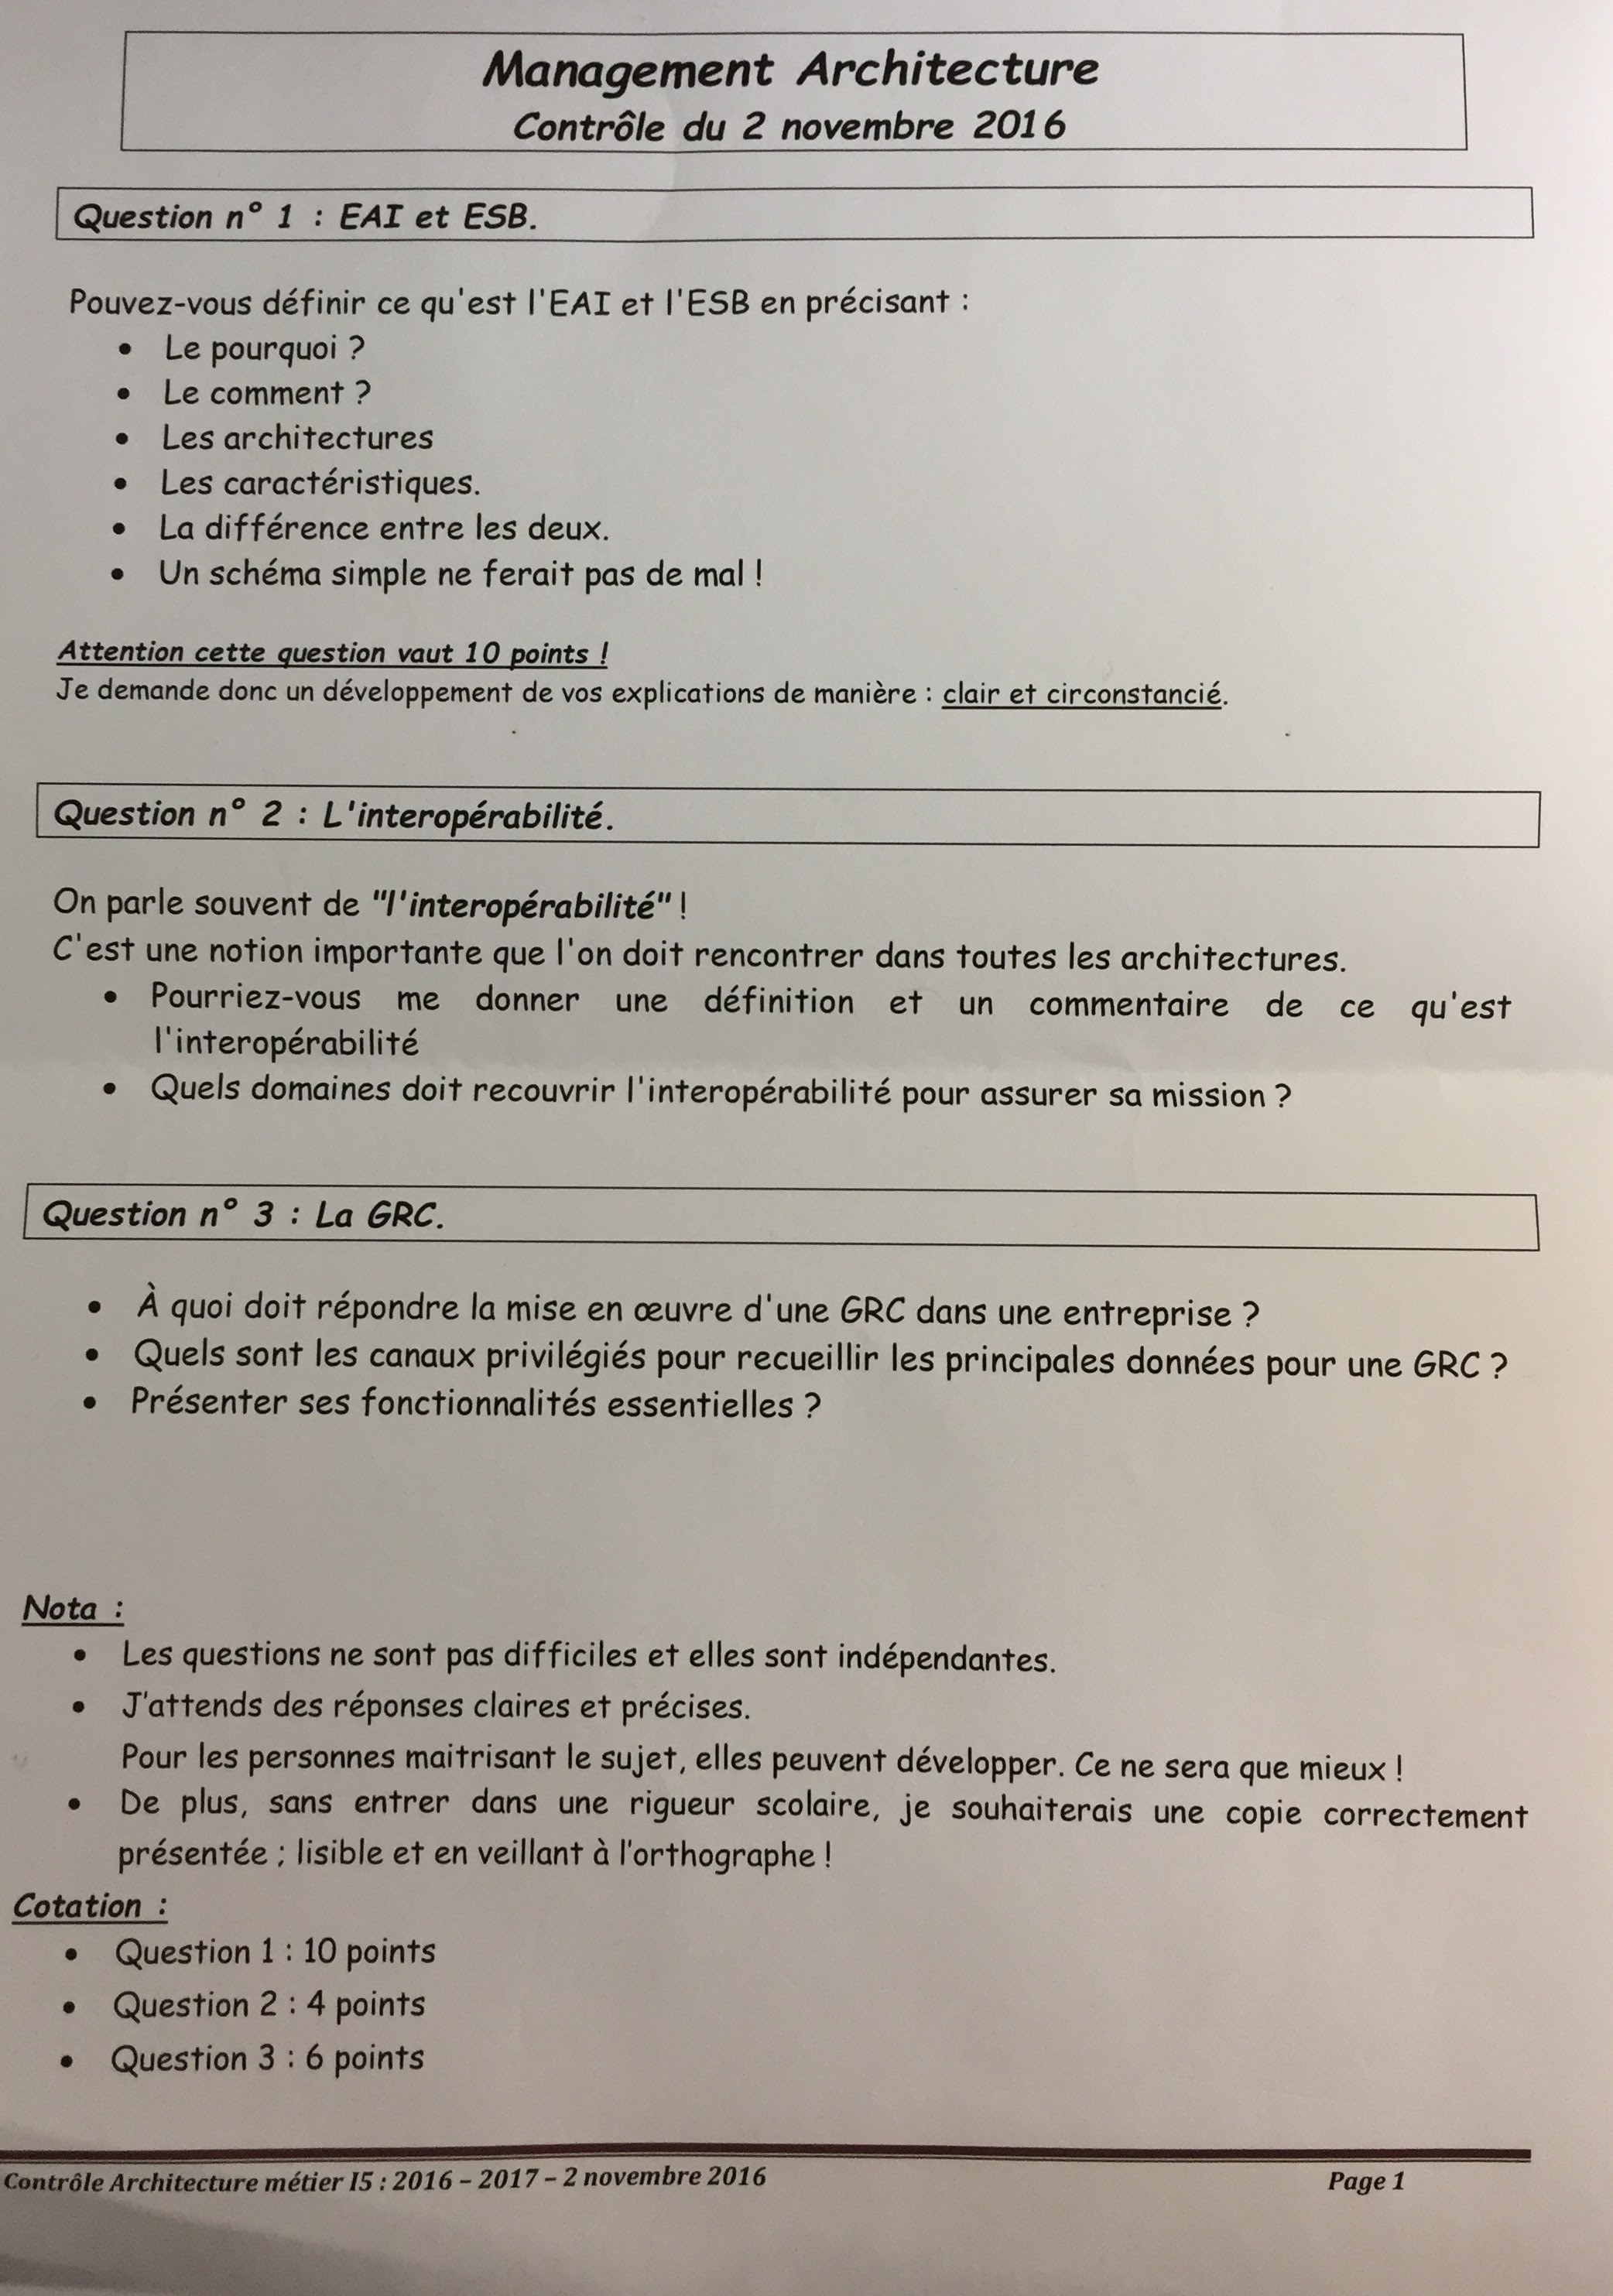 Management Architecture
Contrôle du 2 novembre 2016
Question n° 1 : EAI et ESB.
Pouvez-vous définir ce qu'est l'EAI et l'ESB en précisant :
• Le pourquoi ?
• Le comment ?
• Les architectures
• Les caractéristiques.
• La différence entre les deux.
• Un schéma simple ne ferait pas de mal !
Attention cette question vaut 10 points !
Je demande donc un développement de vos explications de manière : clair et circonstancié.
Question n° 2 : L'interopérabilité.
On parle souvent de "l'interopérabilité" !
C'est une notion importante que l'on doit rencontrer dans toutes les architectures.
• Pourriez-vous me donner une définition et un commentaire de ce qu'est
l'interopérabilité
• Quels domaines doit recouvrir l'interopérabilité pour assurer sa mission ?
Question n° 3 : La GRC.
• À quoi doit répondre la mise en œuvre d'une GRC dans une entreprise ?
• Quels sont les canaux privilégiés pour recueillir les principales données pour une GRC ?
• Présenter ses fonctionnalités essentielles ?
Nota :
• Les questions ne sont pas difficiles et elles sont indépendantes.
• J'attends des réponses claires et précises.
Pour les personnes maitrisant le sujet, elles peuvent développer. Ce ne sera que mieux !
• De plus, sans entrer dans une rigueur scolaire, je souhaiterais une copie correctement
présentée ; lisible et en veillant à l'orthographe !
Cotation :
• Question 1 : 10 points
• Question 2 : 4 points
• Question 3 : 6 points
Contrôle Architecture métier I5 : 2016 – 2017 – 2 novembre 2016 Page 1